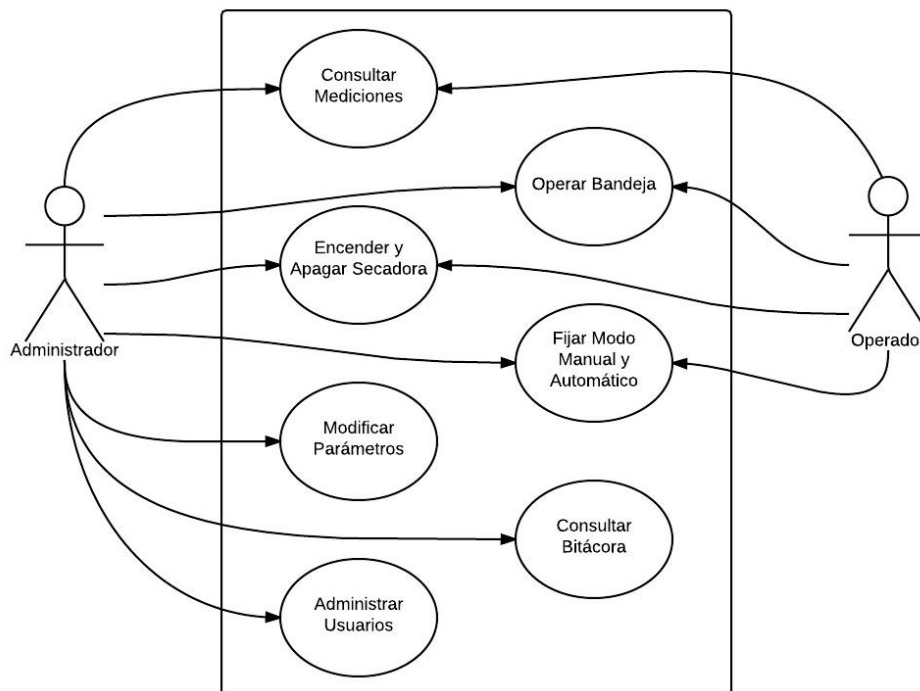 Consultar
Mediciones
Operar Bandeja
Encender y
Apagar Secadora
Administrador
Fijar Modo
Manual y
Automático
Operado
Modificar
Parámetros
Consultar
Bitácora
Administrar
Usuarios